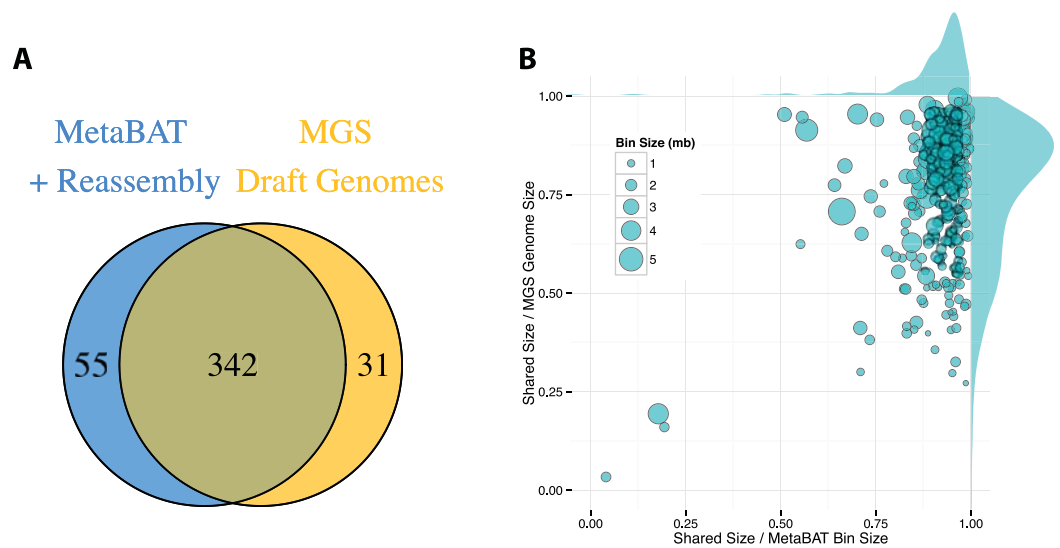 A
MetaBAT
+ Reassembly
MGS
Draft Genomes
55
342
31
B
Shared Size / MGS Genome Size
1.00
0.75
0.50
0.25
0.00
Bin Size (mb)
1
2
3
4
5
0.00
0.25
0.50
0.75
1.00
Shared Size / MetaBAT Bin Size